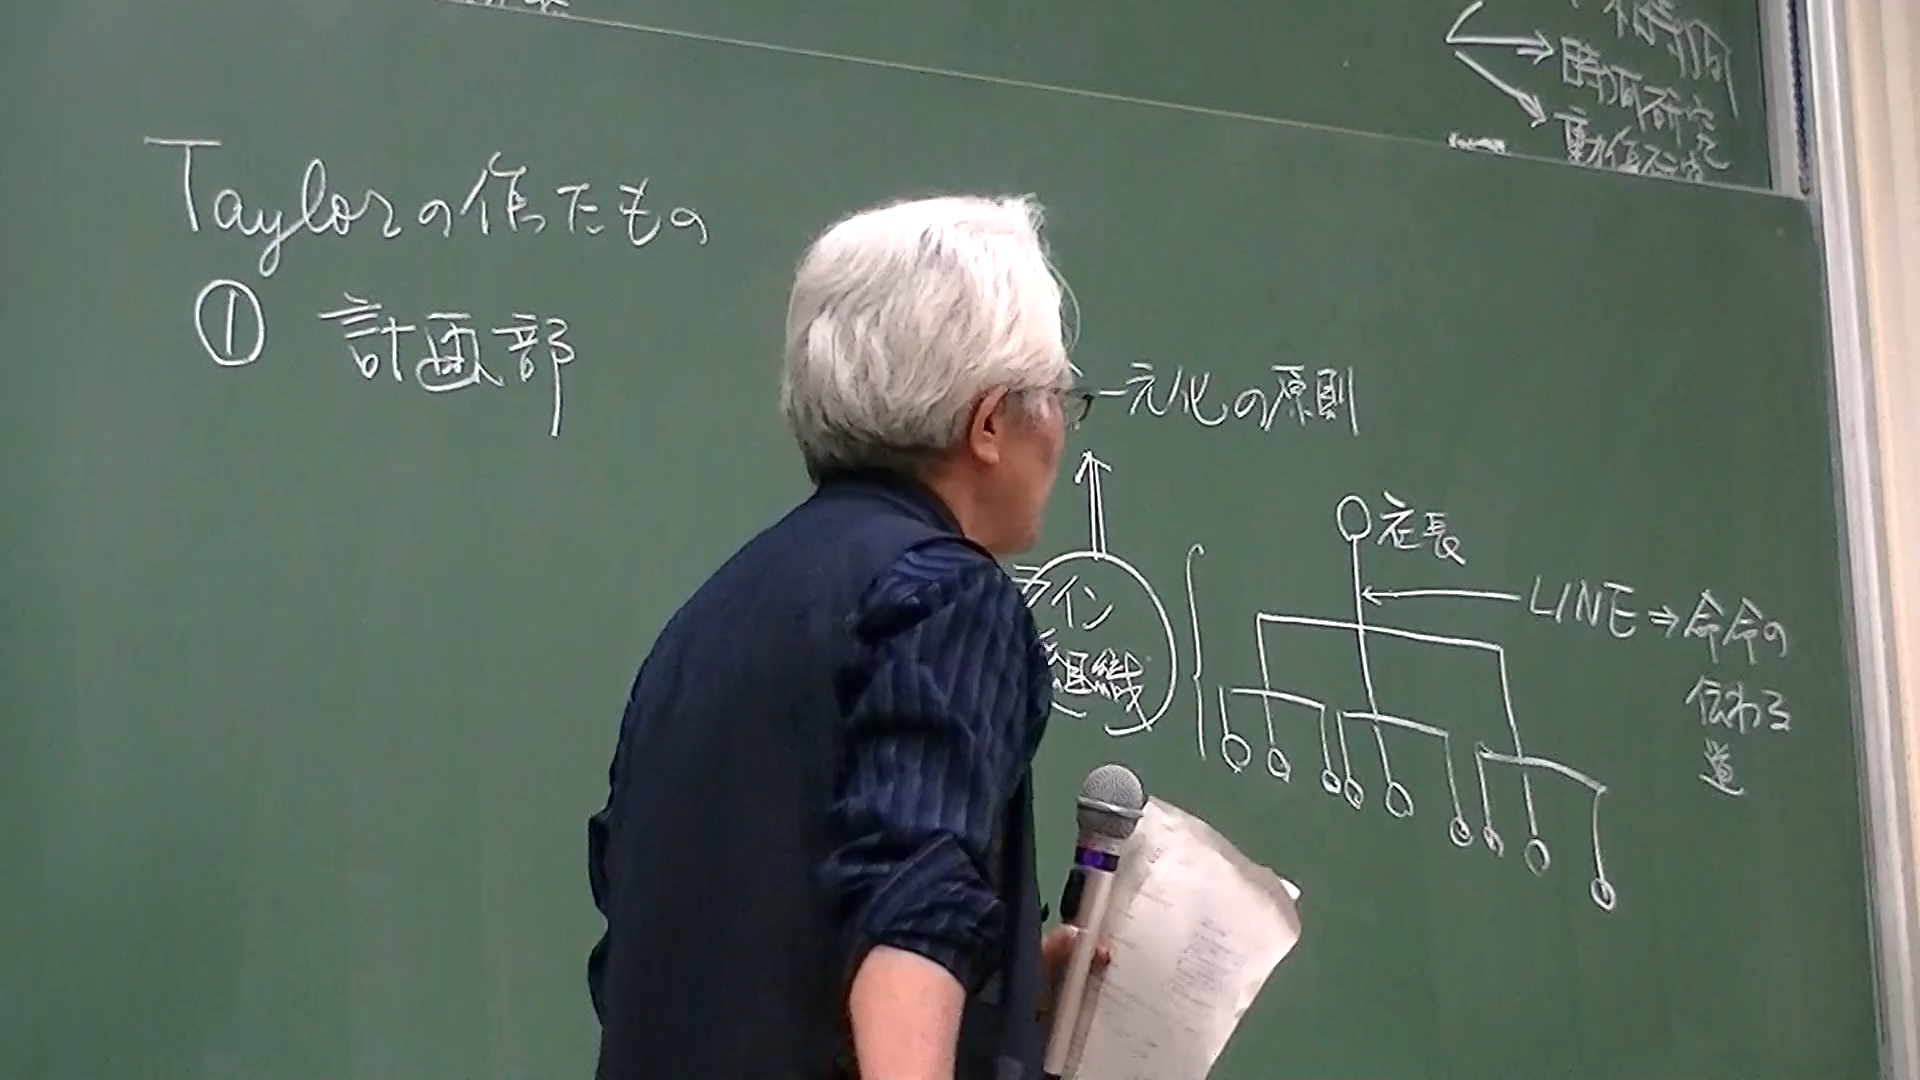 時間研究
動作研究
Taylorの作たもの
① 計画部
一元化の原則
社長
ライン
組織
LINE ⇒ 命令の
伝わる
道